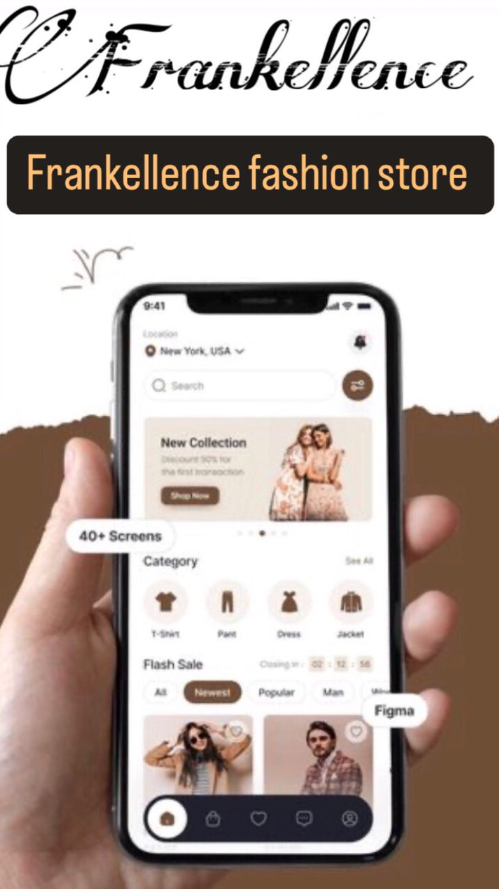 Frankellence
Frankellence fashion store
9:41
Location
New York, USA
Search
New Collection
Discount 50% for
the first transaction
Shop Now
40+ Screens
Category
See All
T-Shirt
Pant
Dress
Jacket
Flash Sale
Closing in : 02 : 12 : 56
All
Newest
Popular
Man
Figma